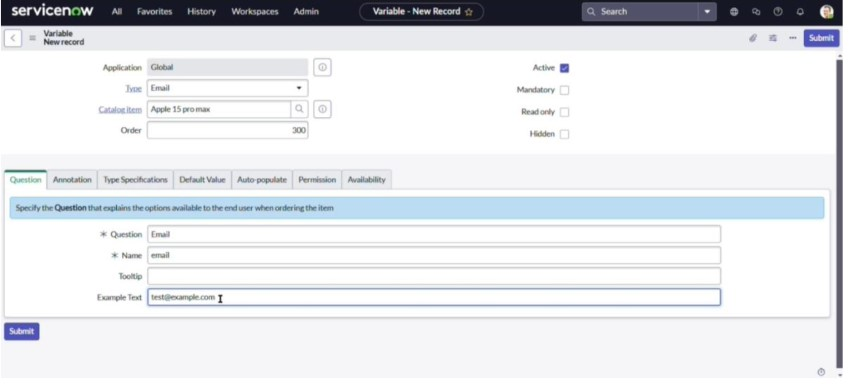 servicenow All Favorites History Workspaces Admin Variable - New Record Search
Variable
New record
Submit
Application Global
Active
Type Email
Mandatory
Catalog item Apple 15 pro max
Read only
Order 300
Hidden
Question Annotation Type Specifications Default Value Auto-populate Permission Availability
Specify the Question that explains the options available to the end user when ordering the item
* Question Email
* Name email
Tooltip
Example Text test@example.com
Submit